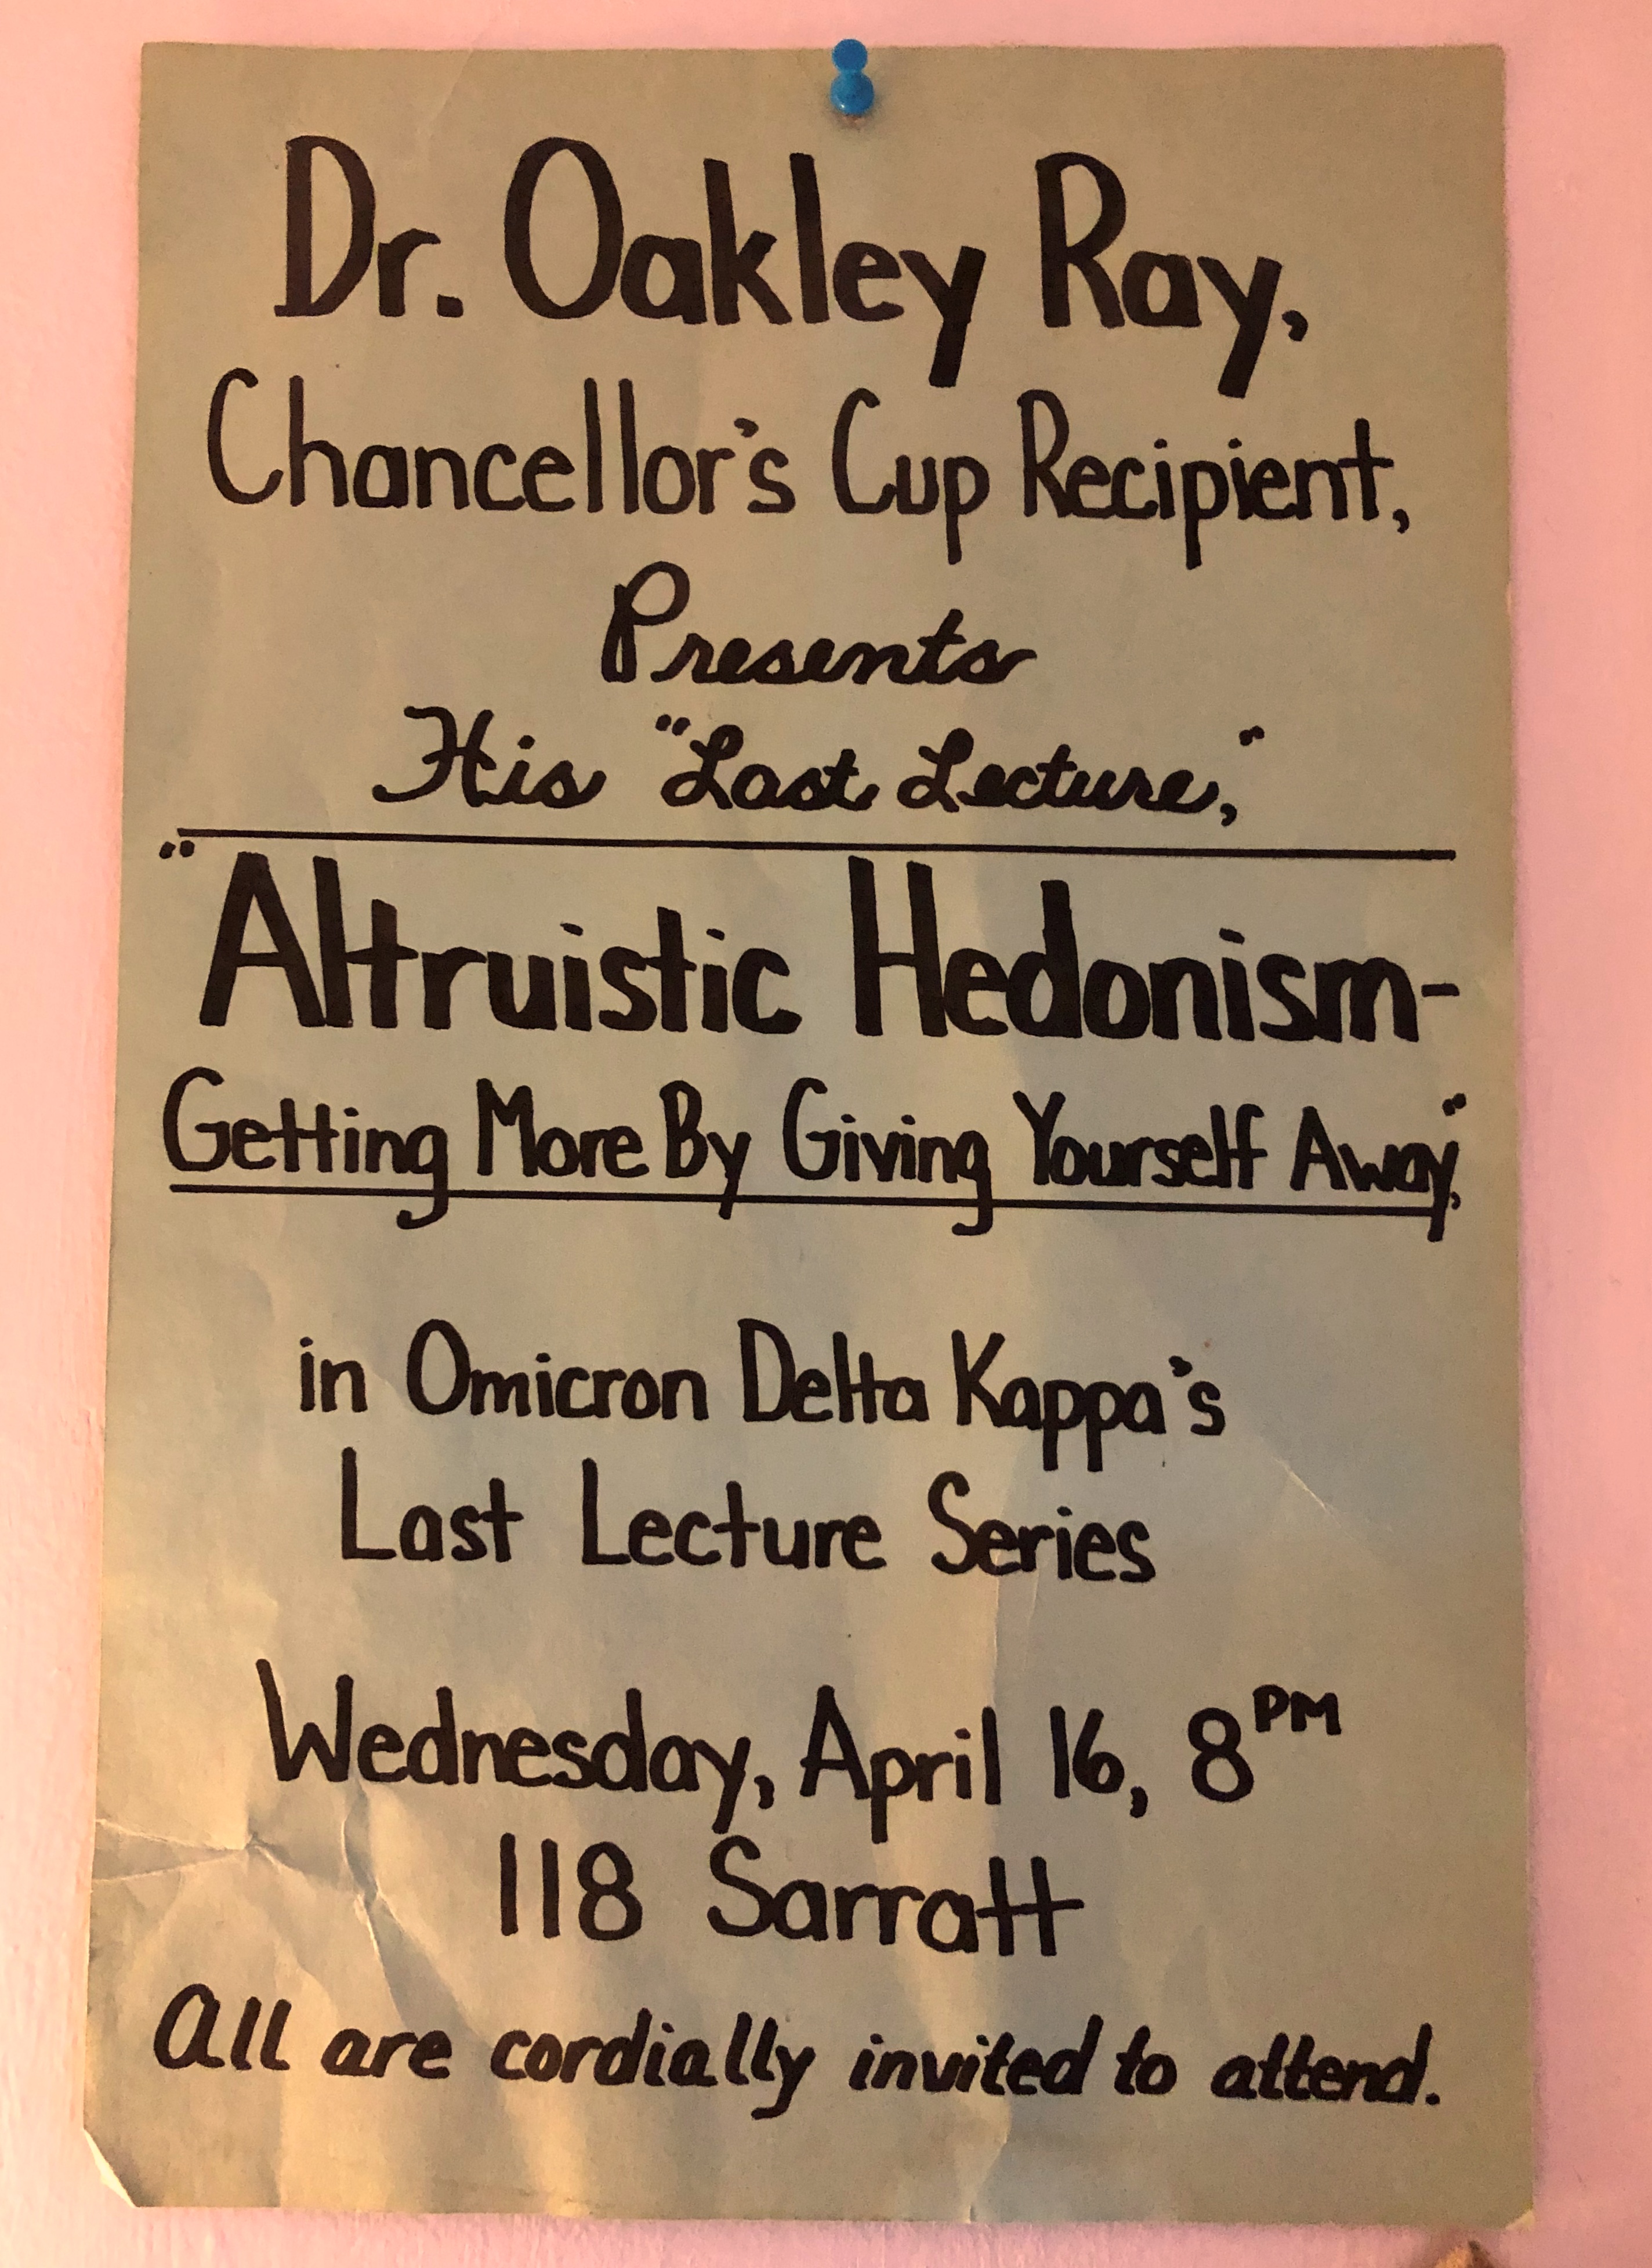 Dr. Oakley Ray,
Chancellor's Cup Recipient,
Presents
His "Last Lecture,"
"Altruistic Hedonism-
Getting More By Giving Yourself Away,"
in Omicron Delta Kappa's
Last Lecture Series
Wednesday, April 16, 8PM
118 Sarratt
All are cordially invited to attend.